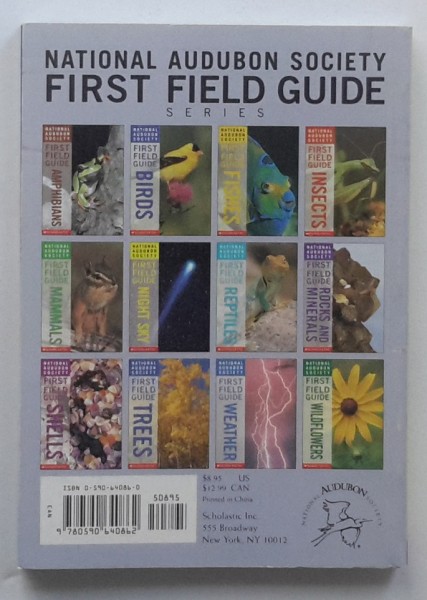 NATIONAL AUDUBON SOCIETY
FIRST FIELD GUIDE
SERIES
NATIONAL AUDUBON SOCIETY
FIRST FIELD GUIDE
AMPHIBIANS
NATIONAL AUDUBON SOCIETY
FIRST FIELD GUIDE
BIRDS
NATIONAL AUDUBON SOCIETY
FIRST FIELD GUIDE
FISHES
NATIONAL AUDUBON SOCIETY
FIRST FIELD GUIDE
INSECTS
NATIONAL AUDUBON SOCIETY
FIRST FIELD GUIDE
MAMMALS
NATIONAL AUDUBON SOCIETY
FIRST FIELD GUIDE
NIGHT SKY
NATIONAL AUDUBON SOCIETY
FIRST FIELD GUIDE
REPTILES
NATIONAL AUDUBON SOCIETY
FIRST FIELD GUIDE
ROCKS AND MINERALS
NATIONAL AUDUBON SOCIETY
FIRST FIELD GUIDE
SHELLS
NATIONAL AUDUBON SOCIETY
FIRST FIELD GUIDE
TREES
NATIONAL AUDUBON SOCIETY
FIRST FIELD GUIDE
WEATHER
NATIONAL AUDUBON SOCIETY
FIRST FIELD GUIDE
WILDFLOWERS
ISBN 0-590-64086-0
50895
EAN
9 780590 640862
$8.95 US
$12.99 CAN
Printed in China
Scholastic Inc.
555 Broadway
New York, NY 10012
NATIONAL AUDUBON SOCIETY